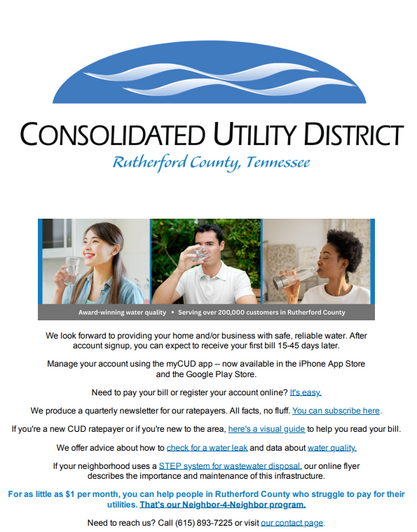 CONSOLIDATED UTILITY DISTRICT
Rutherford County, Tennessee
Award-winning water quality • Serving over 200,000 customers in Rutherford County
We look forward to providing your home and/or business with safe, reliable water. After
account signup, you can expect to receive your first bill 15-45 days later.
Manage your account using the myCUD app -- now available in the iPhone App Store
and the Google Play Store.
Need to pay your bill or register your account online? It's easy.
We produce a quarterly newsletter for our ratepayers. All facts, no fluff. You can subscribe here.
If you're a new CUD ratepayer or if you're new to the area, here's a visual guide to help you read your bill.
We offer advice about how to check for a water leak and data about water quality.
If your neighborhood uses a STEP system for wastewater disposal, our online flyer
describes the importance and maintenance of this infrastructure.
For as little as $1 per month, you can help people in Rutherford County who struggle to pay for their
utilities. That's our Neighbor-4-Neighbor program.
Need to reach us? Call (615) 893-7225 or visit our contact page.